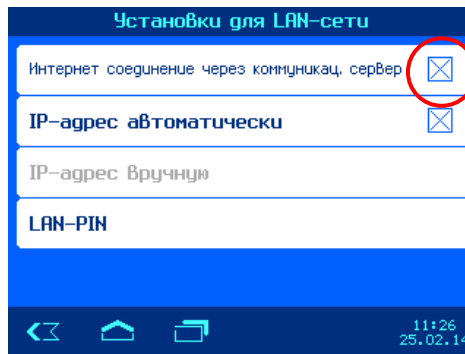 Установки для LAN-сети
Интернет соединение через коммуникац. сервер
IP-адрес автоматически
IP-адрес вручную
LAN-PIN
11:26
25.02.14